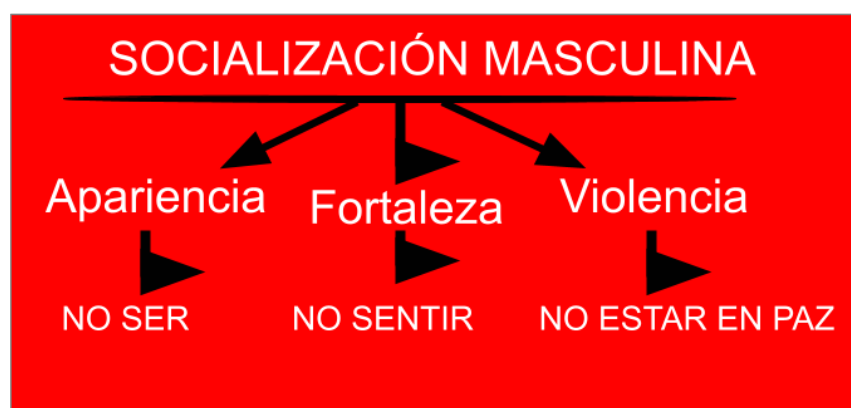 SOCIALIZACIÓN MASCULINA
Apariencia Fortaleza Violencia
NO SER NO SENTIR NO ESTAR EN PAZ